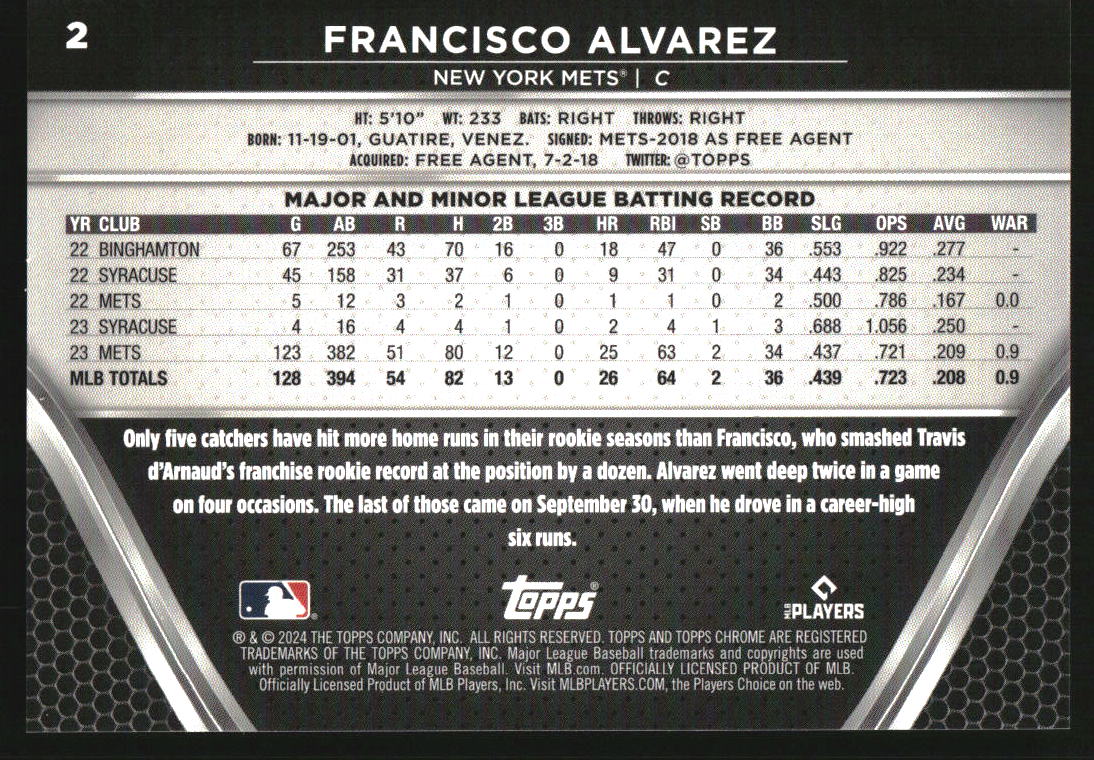 2
FRANCISCO ALVAREZ
NEW YORK METS® | C
HT: 5'10" WT: 233 BATS: RIGHT THROWS: RIGHT
BORN: 11-19-01, GUATIRE, VENEZ. SIGNED: METS-2018 AS FREE AGENT
ACQUIRED: FREE AGENT, 7-2-18 TWITTER: @TOPPS
MAJOR AND MINOR LEAGUE BATTING RECORD
YR CLUB G AB R H 2B 3B HR RBI SB BB SLG OPS AVG WAR
22 BINGHAMTON 67 253 43 70 16 0 18 47 0 36 .553 .922 .277 -
22 SYRACUSE 45 158 31 37 6 0 9 31 0 34 .443 .825 .234 -
22 METS 5 12 3 2 1 0 1 1 0 2 .500 .786 .167 0.0
23 SYRACUSE 4 16 4 4 1 0 2 4 1 3 .688 1.056 .250 -
23 METS 123 382 51 80 12 0 25 63 2 34 .437 .721 .209 0.9
MLB TOTALS 128 394 54 82 13 0 26 64 2 36 .439 .723 .208 0.9
Only five catchers have hit more home runs in their rookie seasons than Francisco, who smashed Travis
d'Arnaud's franchise rookie record at the position by a dozen. Alvarez went deep twice in a game
on four occasions. The last of those came on September 30, when he drove in a career-high
six runs.
Topps®
MLB PLAYERS
® & © 2024 THE TOPPS COMPANY, INC. ALL RIGHTS RESERVED. TOPPS AND TOPPS CHROME ARE REGISTERED
TRADEMARKS OF THE TOPPS COMPANY, INC. Major League Baseball trademarks and copyrights are used
with permission of Major League Baseball. Visit MLB.com. OFFICIALLY LICENSED PRODUCT OF MLB.
Officially Licensed Product of MLB Players, Inc. Visit MLBPLAYERS.COM, the Players Choice on the web.